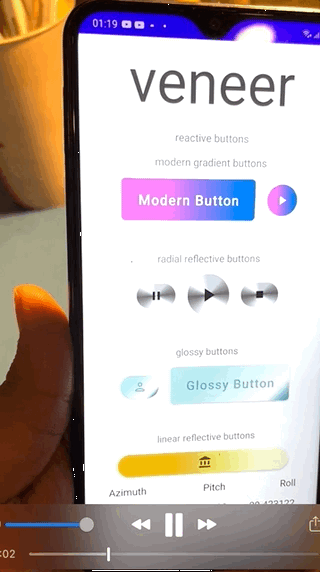 01:19
veneer
reactive buttons
modern gradient buttons
Modern Button
radial reflective buttons
glossy buttons
Glossy Button
linear reflective buttons
Azimuth Pitch Roll
:02